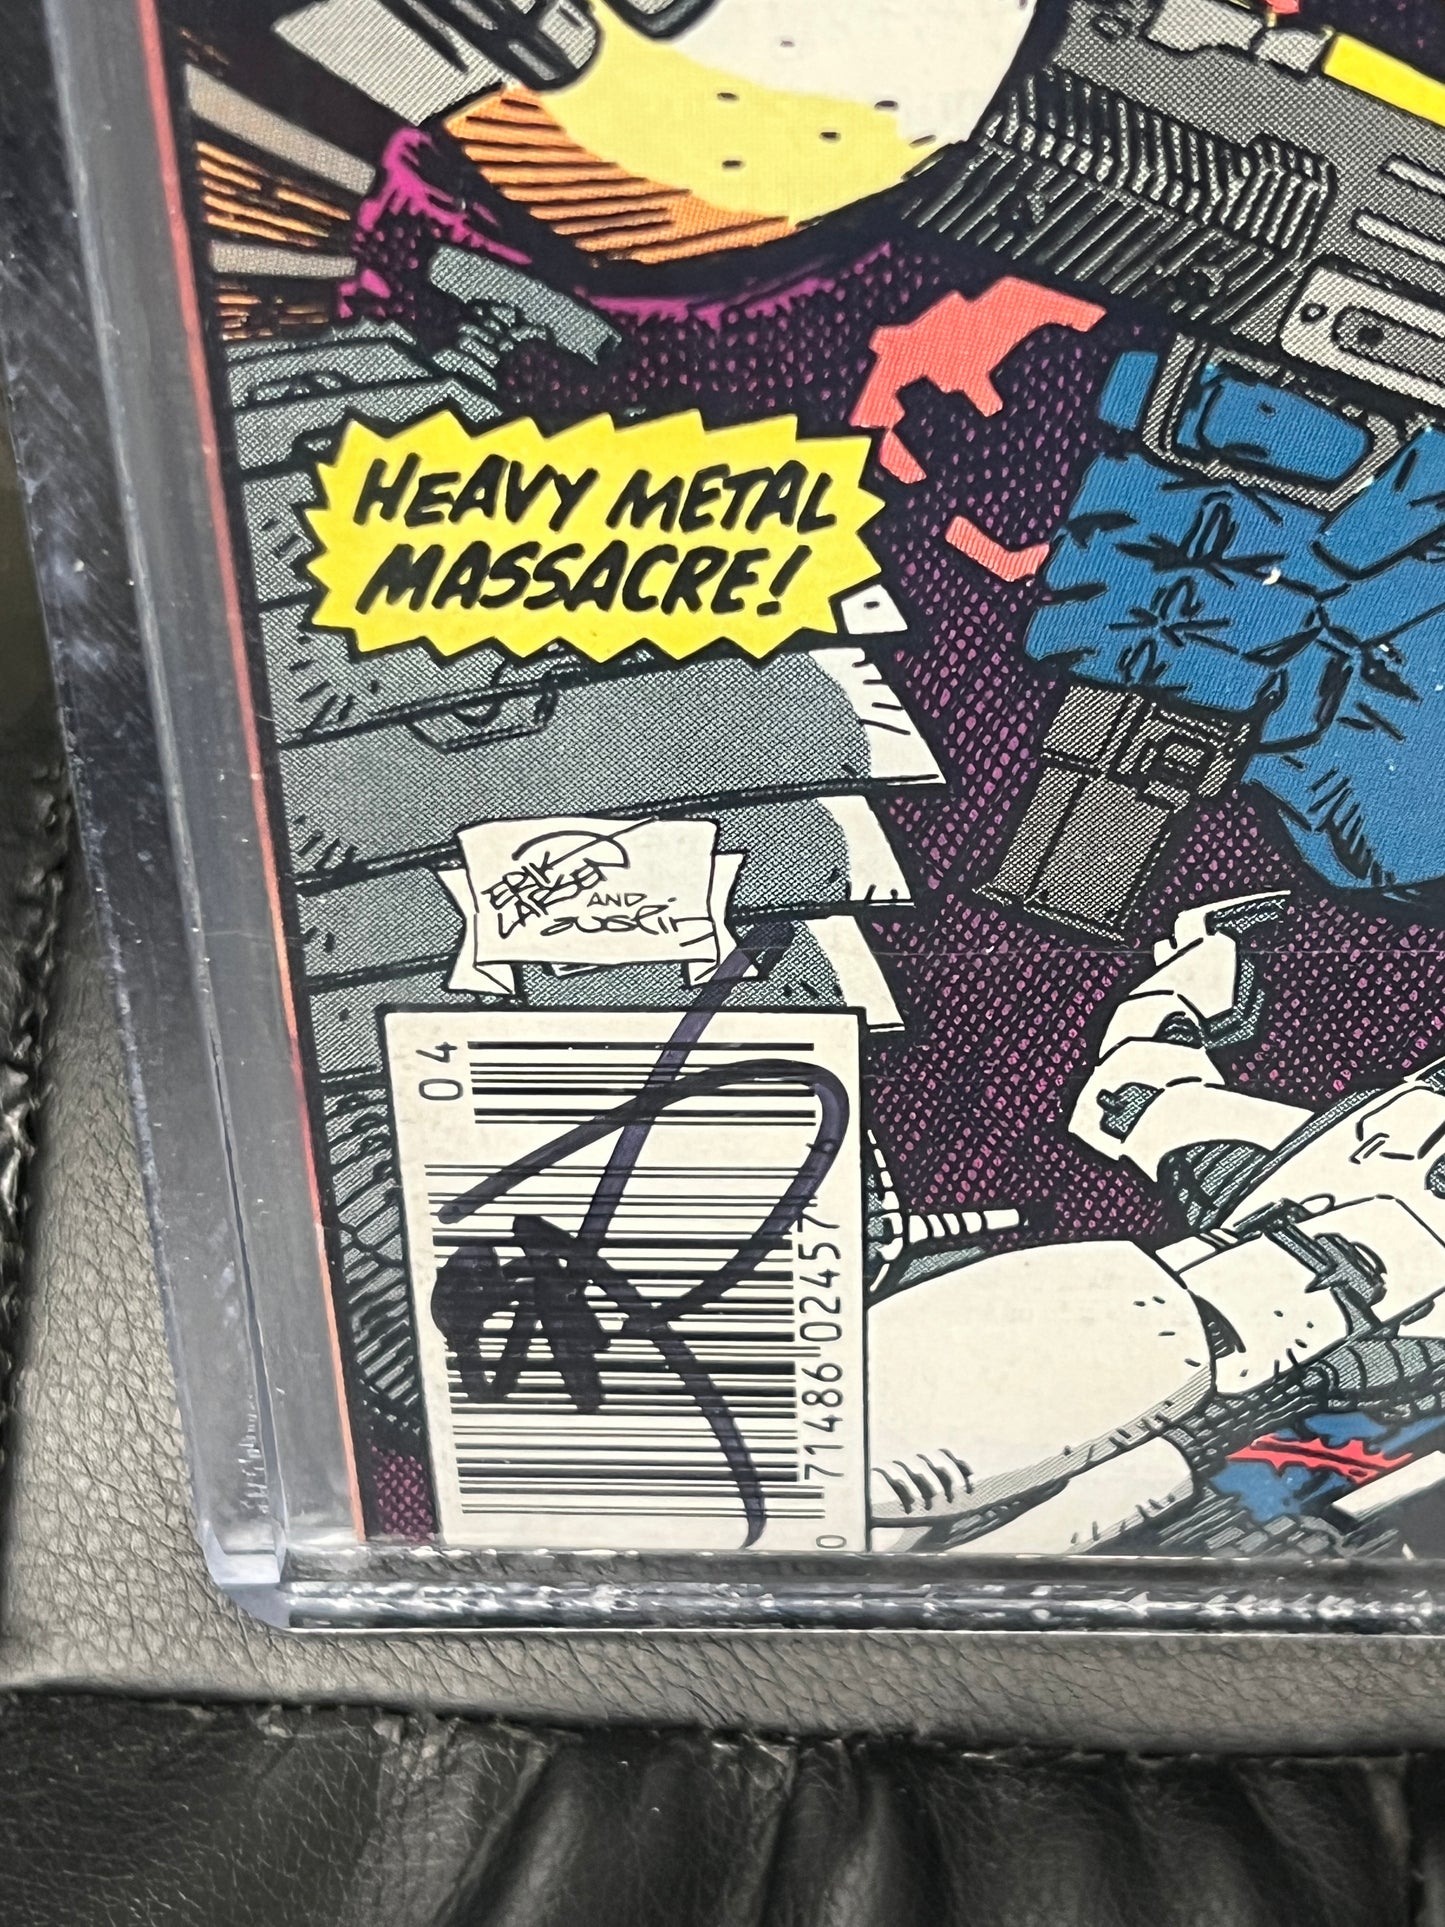 HEAVY METAL
MASSACRE!
ERIK
LARSEN AND
AUSTIN
04
0 71486 02457